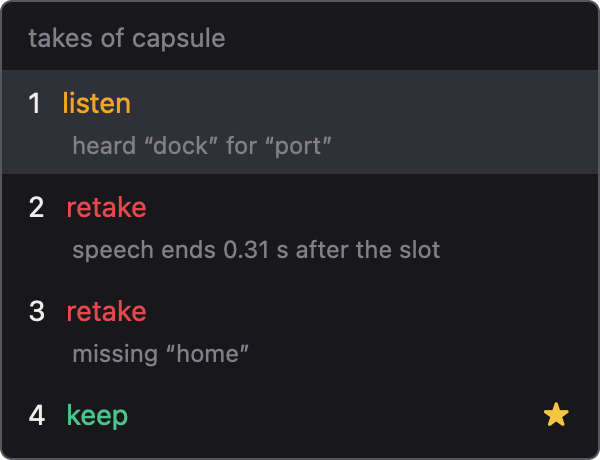 takes of capsule
1 listen
heard “dock” for “port”
2 retake
speech ends 0.31 s after the slot
3 retake
missing “home”
4 keep